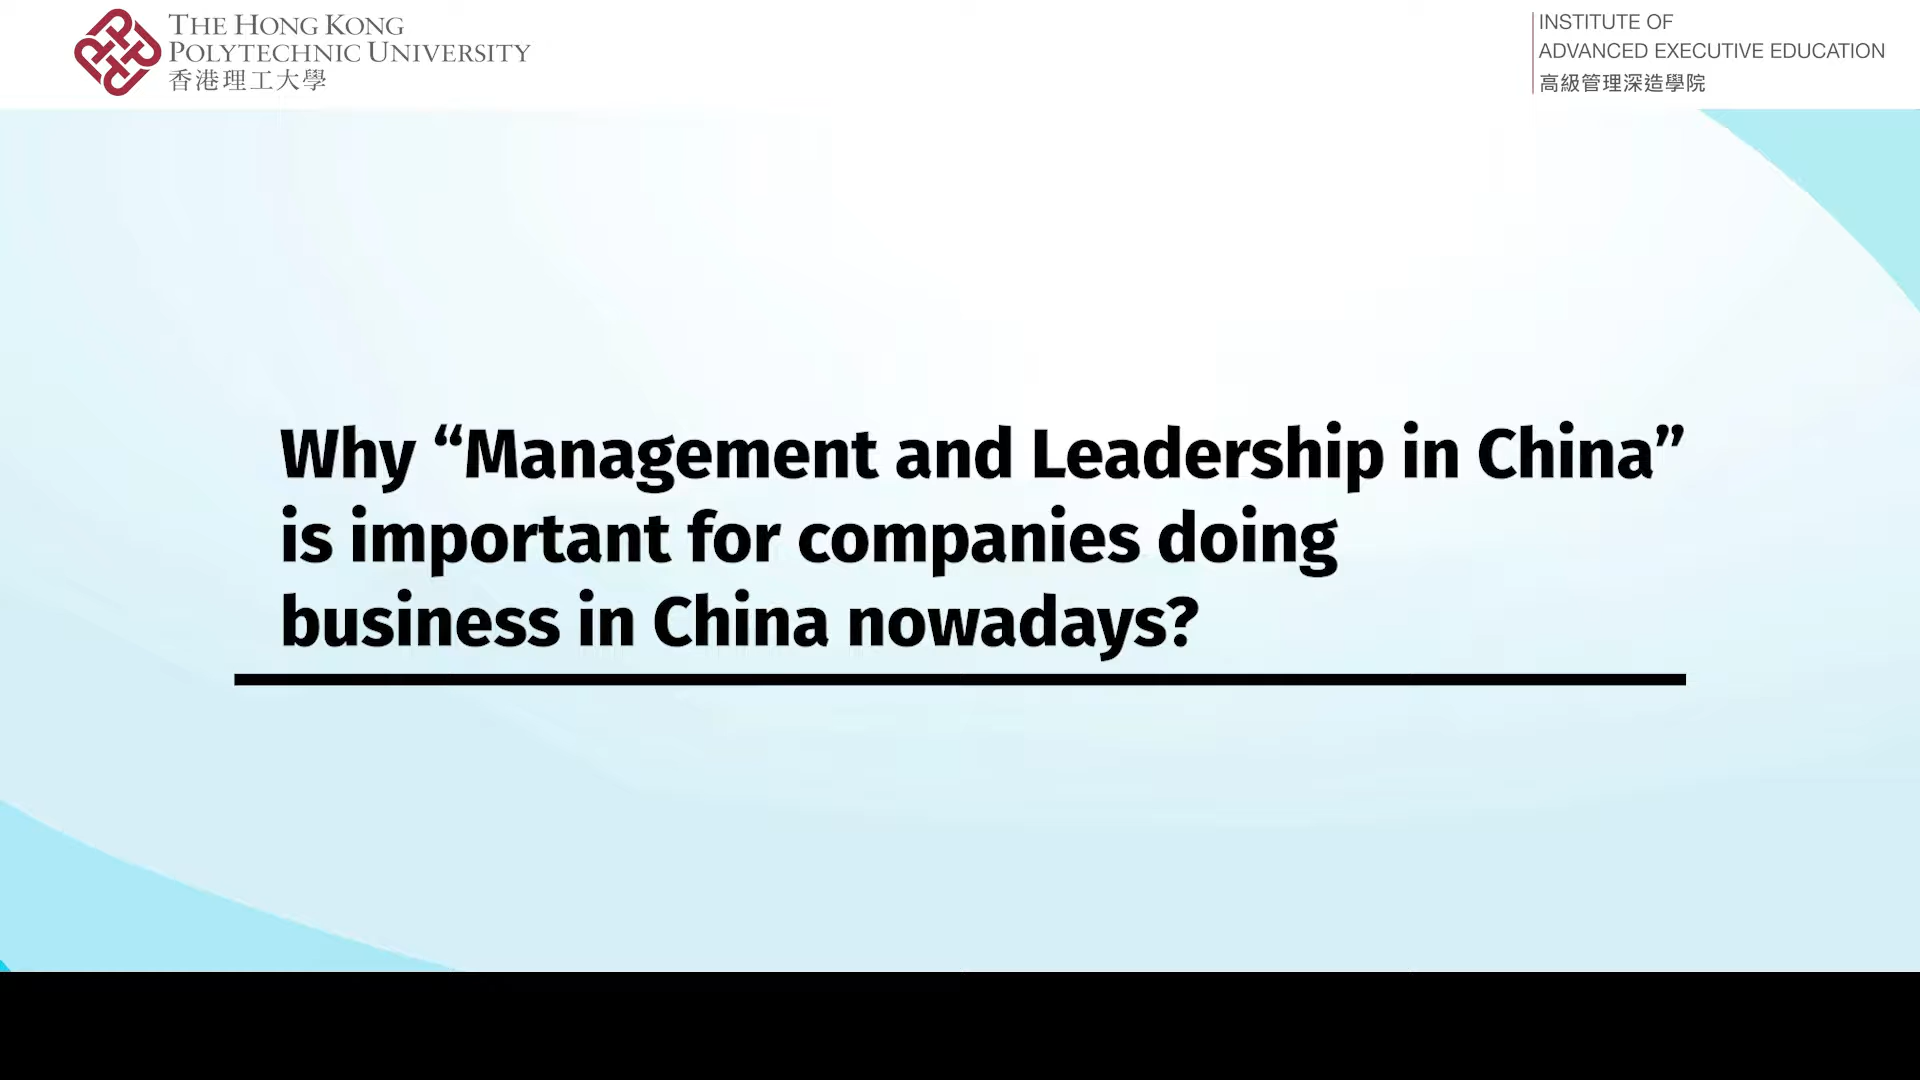 THE HONG KONG
POLYTECHNIC UNIVERSITY
香港理工大學
INSTITUTE OF
ADVANCED EXECUTIVE EDUCATION
高級管理深造學院
Why “Management and Leadership in China”
is important for companies doing
business in China nowadays?